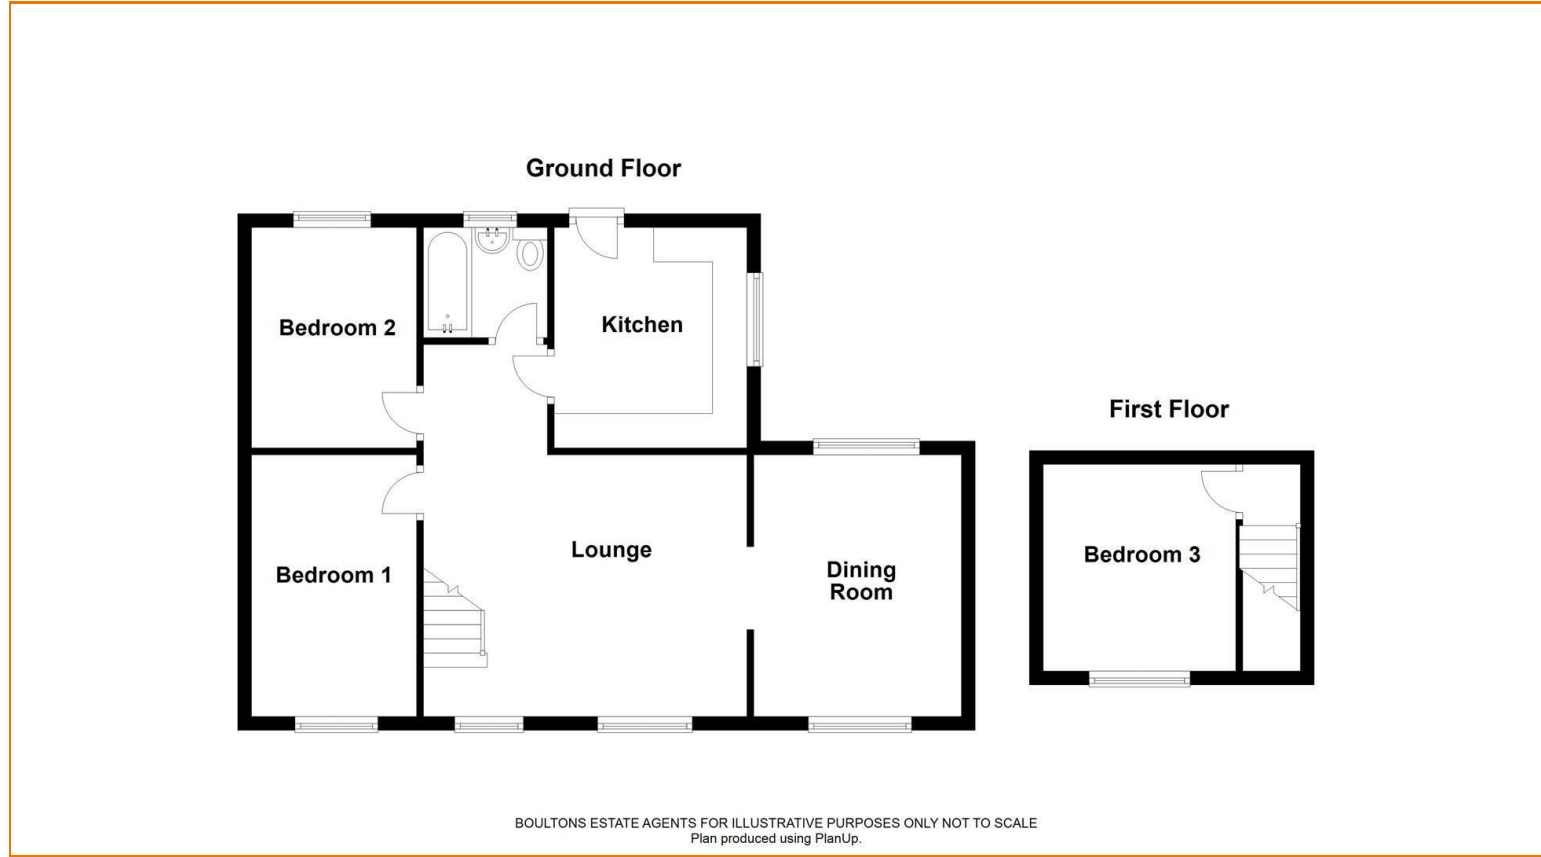 Ground Floor
Bedroom 2
Kitchen
First Floor
Bedroom 1
Lounge
Dining
Room
Bedroom 3
BOULTONS ESTATE AGENTS FOR ILLUSTRATIVE PURPOSES ONLY NOT TO SCALE
Plan produced using PlanUp.